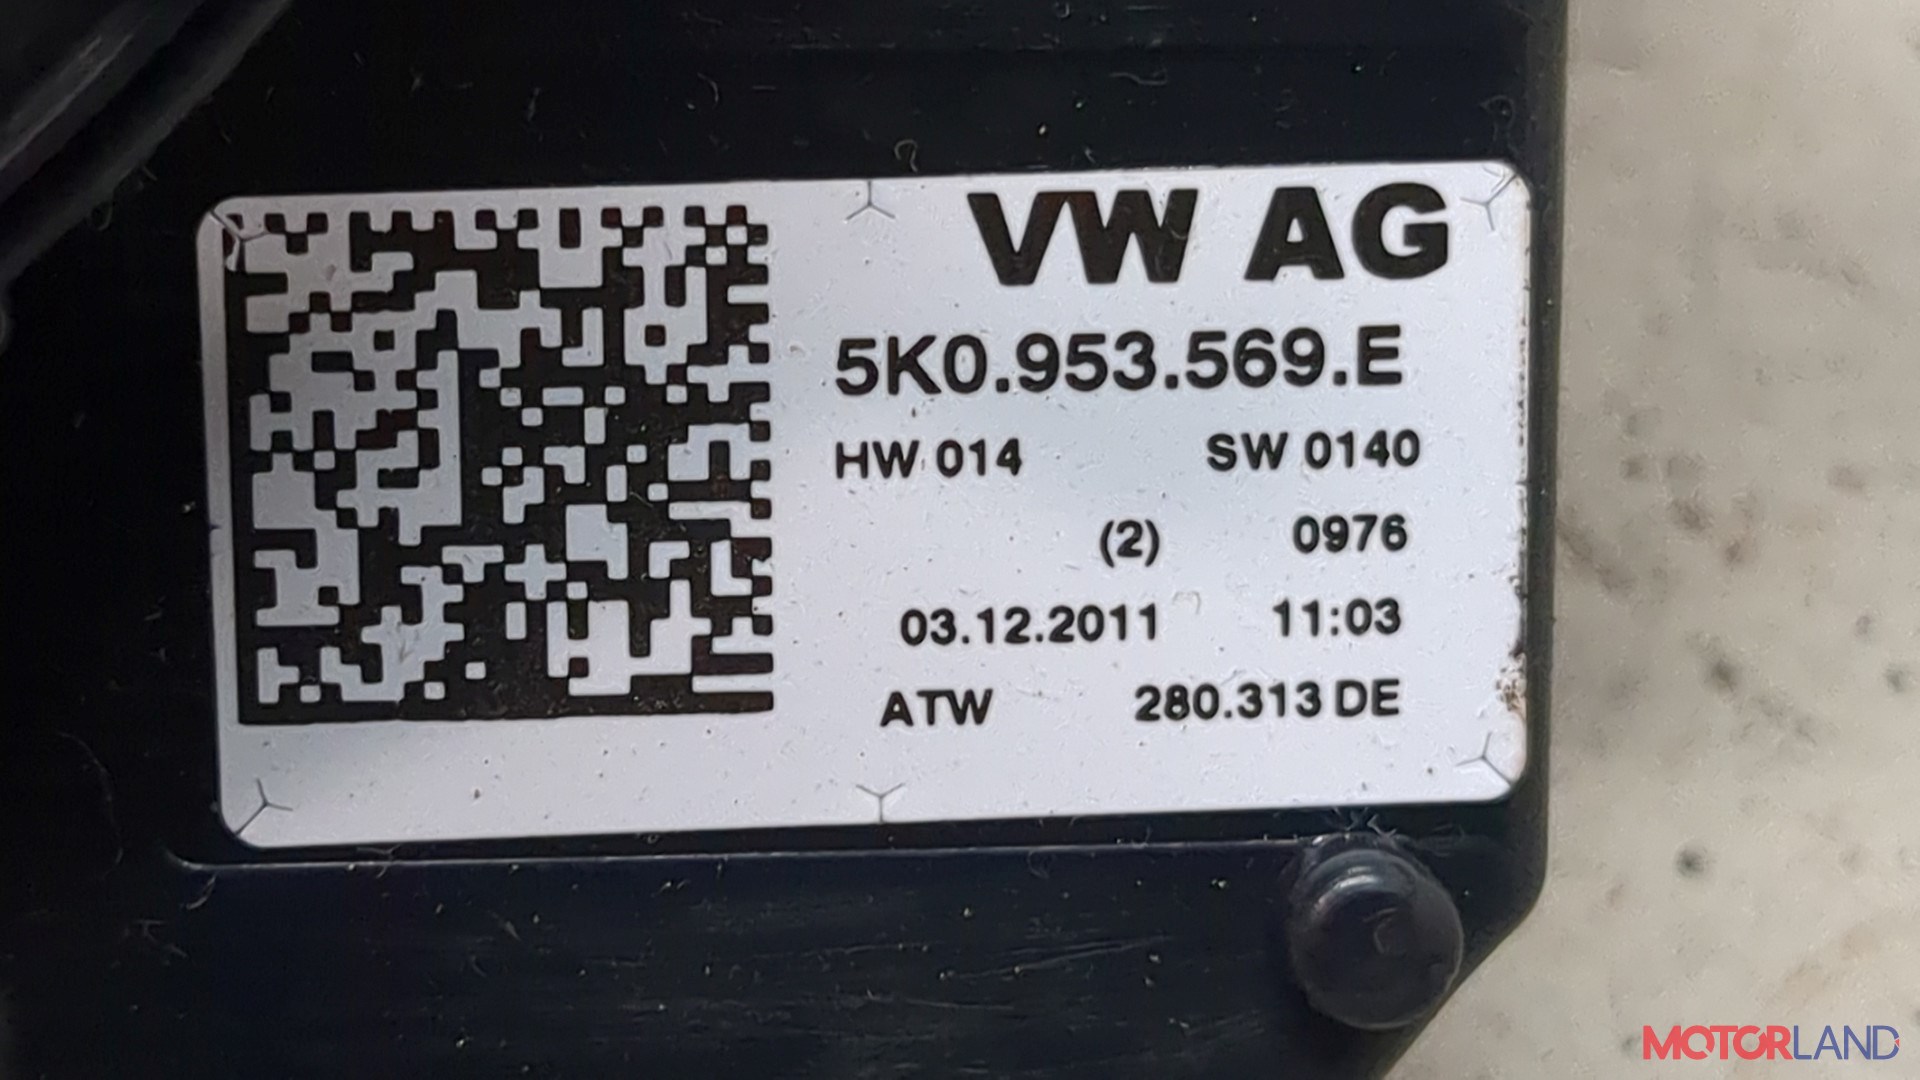 VW AG
5K0.953.569.E
HW 014 SW 0140
(2) 0976
03.12.2011 11:03
ATW 280.313 DE
MOTORLAND